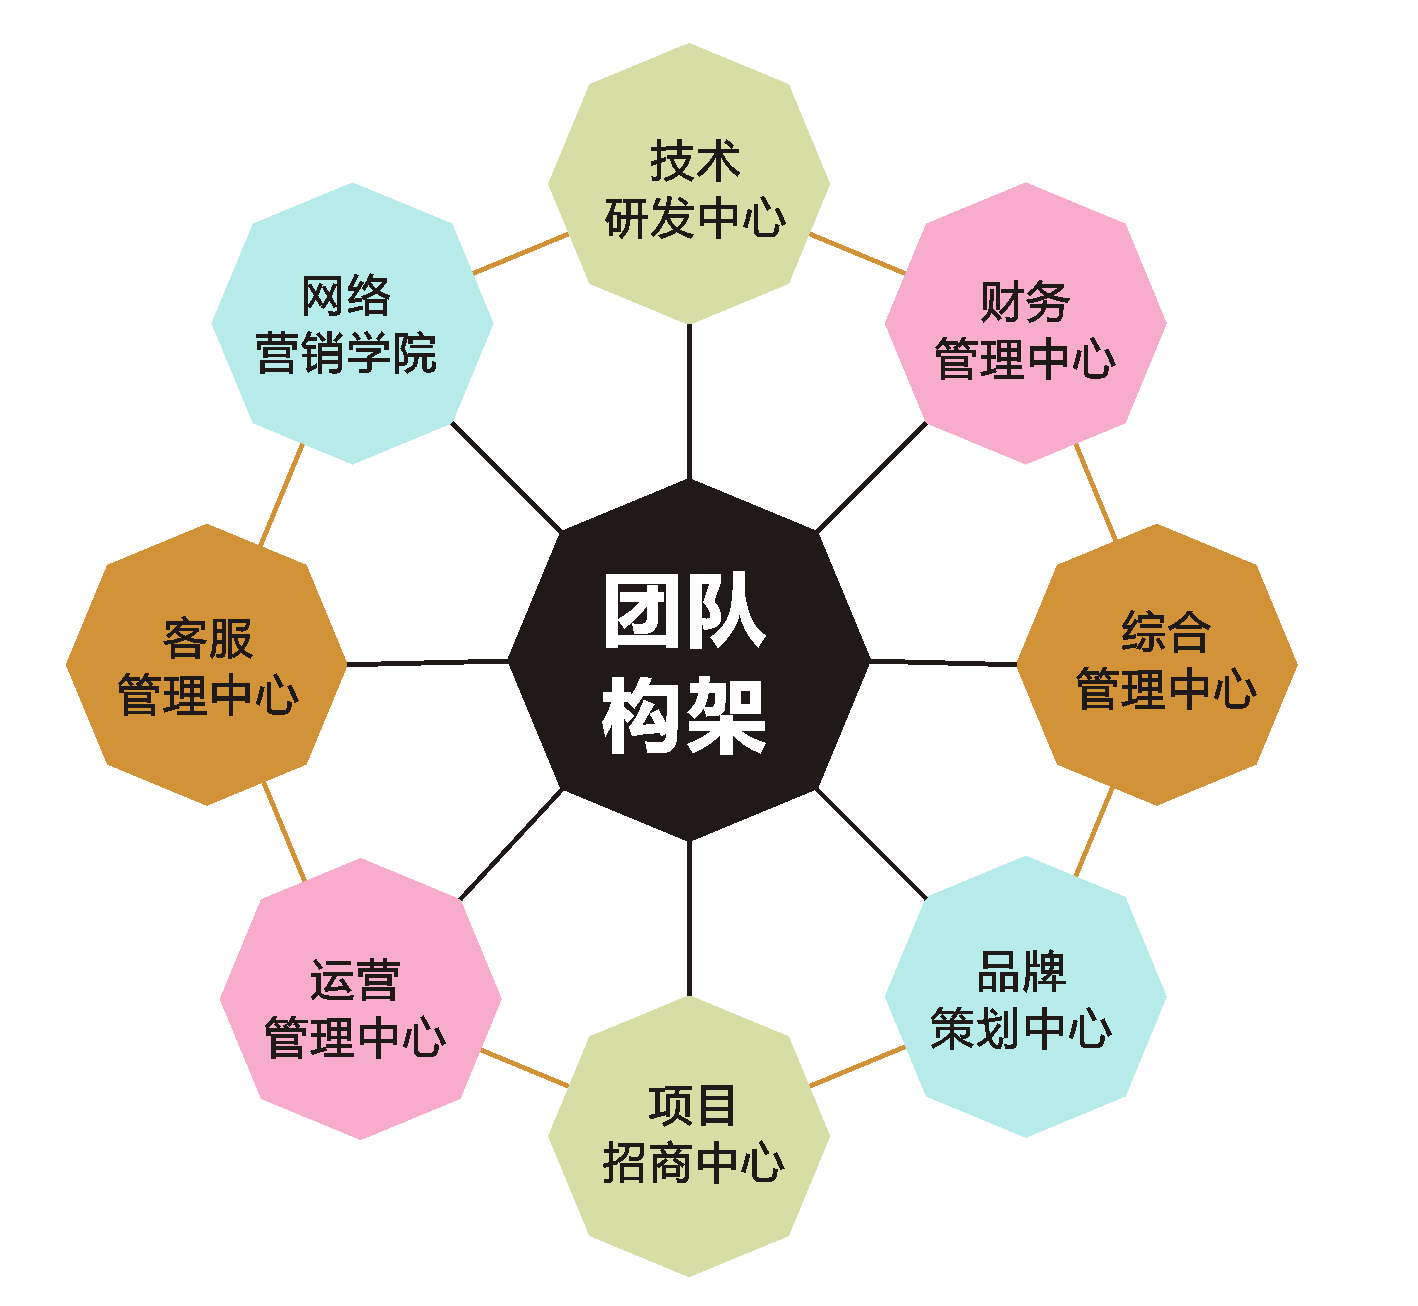 技术
研发中心
财务
管理中心
综合
管理中心
品牌
策划中心
项目
招商中心
运营
管理中心
客服
管理中心
网络
营销学院
团队
构架